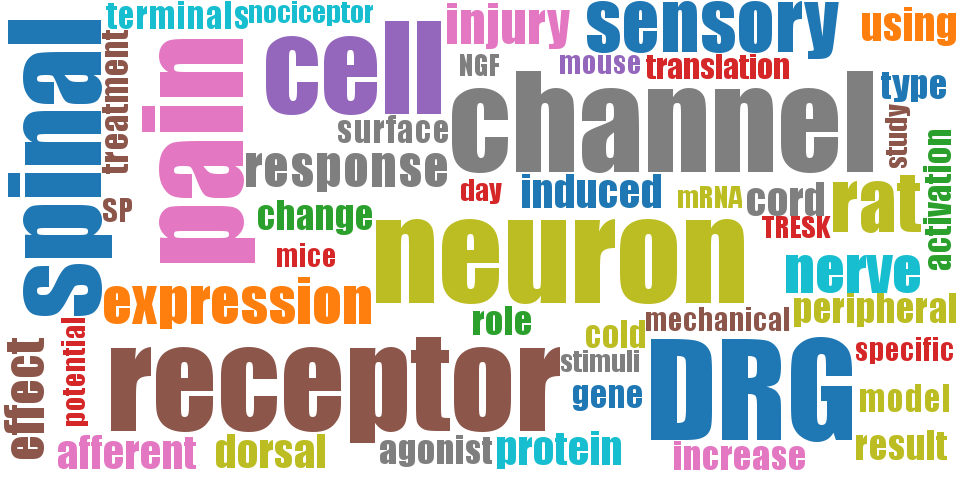 terminals
nociceptor
injury
sensory
using
spinal
treatment
pain
cell
NGF
mouse
translation
type
channel
surface
study
response
activation
day
induced
mRNA
cord
rat
SP
change
TRESK
neuron
mice
nerve
expression
peripheral
role
cold
mechanical
potential
effect
receptor
stimuli
DRG
specific
gene
model
afferent
dorsal
agonist
protein
increase
result